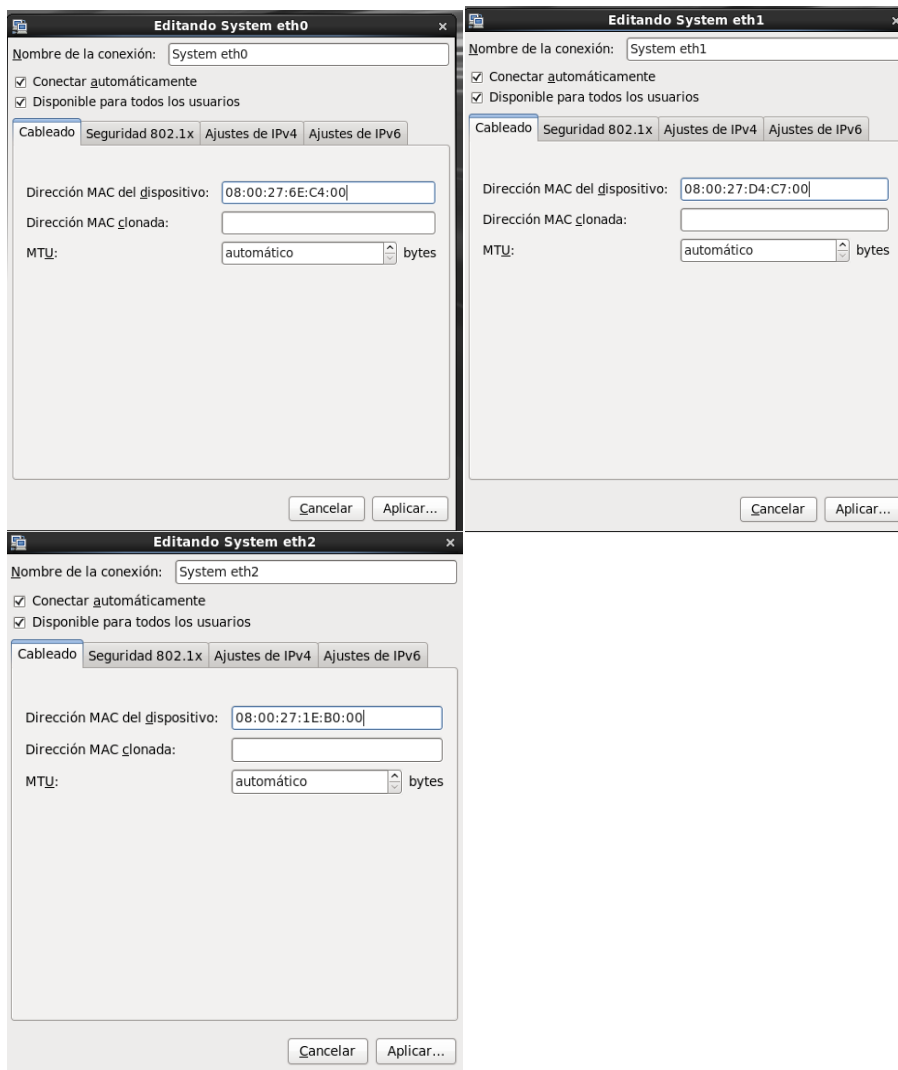 Editando System eth0
Nombre de la conexión: System eth0
Conectar automáticamente
Disponible para todos los usuarios
Cableado Seguridad 802.1x Ajustes de IPv4 Ajustes de IPv6
Dirección MAC del dispositivo: 08:00:27:6E:C4:00
Dirección MAC clonada:
MTU: automático bytes
Cancelar Aplicar...
Editando System eth1
Nombre de la conexión: System eth1
Conectar automáticamente
Disponible para todos los usuarios
Cableado Seguridad 802.1x Ajustes de IPv4 Ajustes de IPv6
Dirección MAC del dispositivo: 08:00:27:D4:C7:00
Dirección MAC clonada:
MTU: automático bytes
Cancelar Aplicar...
Editando System eth2
Nombre de la conexión: System eth2
Conectar automáticamente
Disponible para todos los usuarios
Cableado Seguridad 802.1x Ajustes de IPv4 Ajustes de IPv6
Dirección MAC del dispositivo: 08:00:27:1E:B0:00
Dirección MAC clonada:
MTU: automático bytes
Cancelar Aplicar...